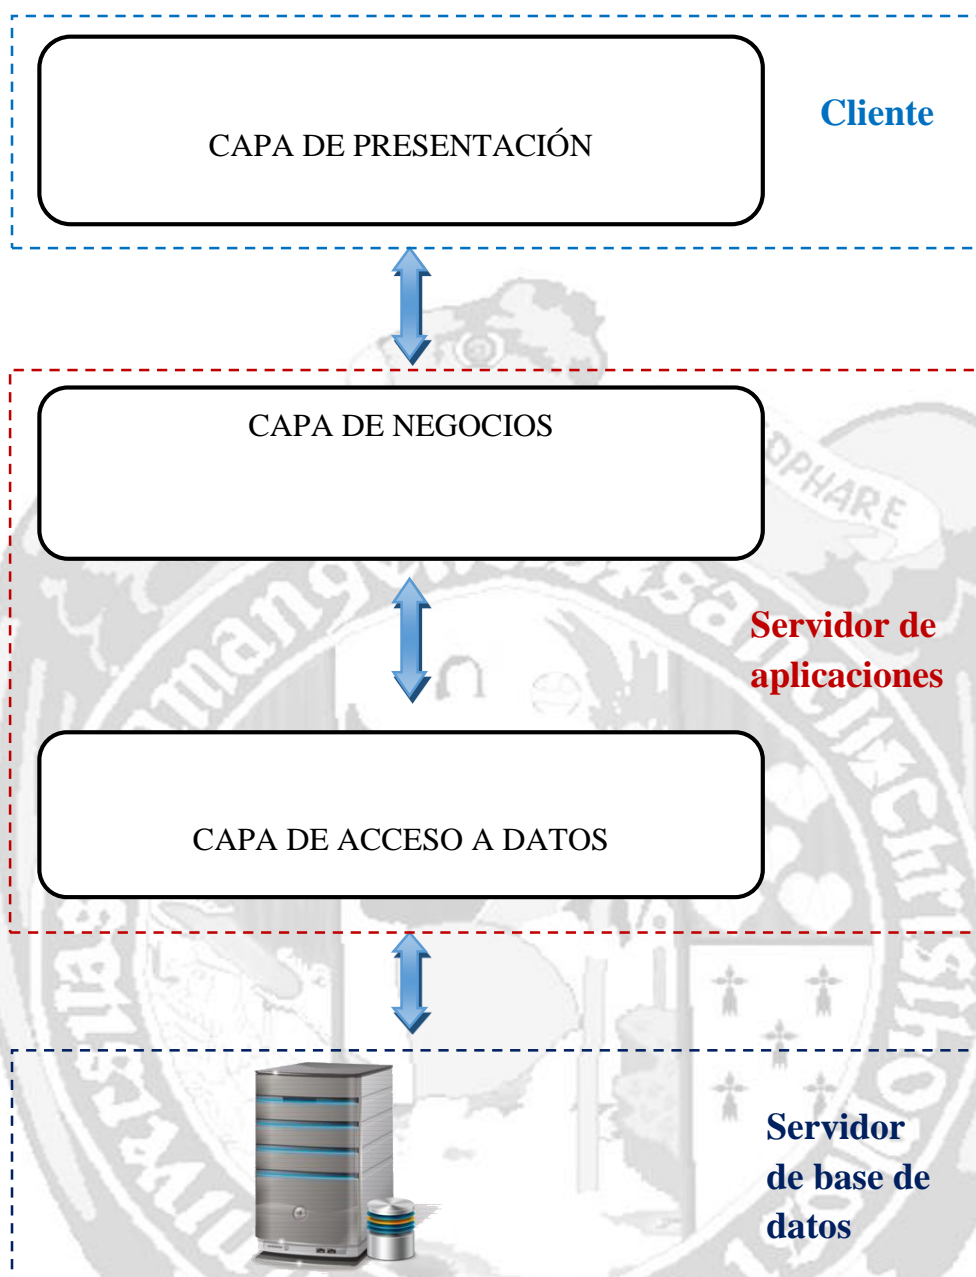 Cliente
CAPA DE PRESENTACIÓN
CAPA DE NEGOCIOS
OPHARE
Servidor de
aplicaciones
CAPA DE ACCESO A DATOS
Servidor
de base de
datos